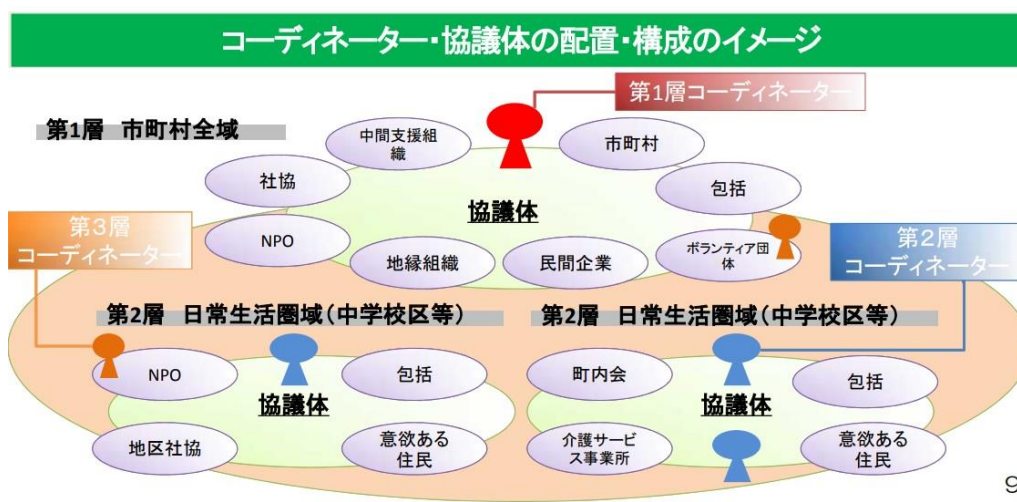 コーディネーター・協議体の配置・構成のイメージ
第1層コーディネーター
第1層 市町村全域
中間支援組
織
市町村
社協
包括
協議体
第３層
コーディネーター
NPO
地縁組織
民間企業
ボランティア団
体
第２層
コーディネーター
第2層 日常生活圏域(中学校区等)
第2層 日常生活圏域(中学校区等)
NPO
包括
協議体
地区社協
意欲ある
住民
町内会
包括
協議体
介護サービ
ス事業所
意欲ある
住民
9